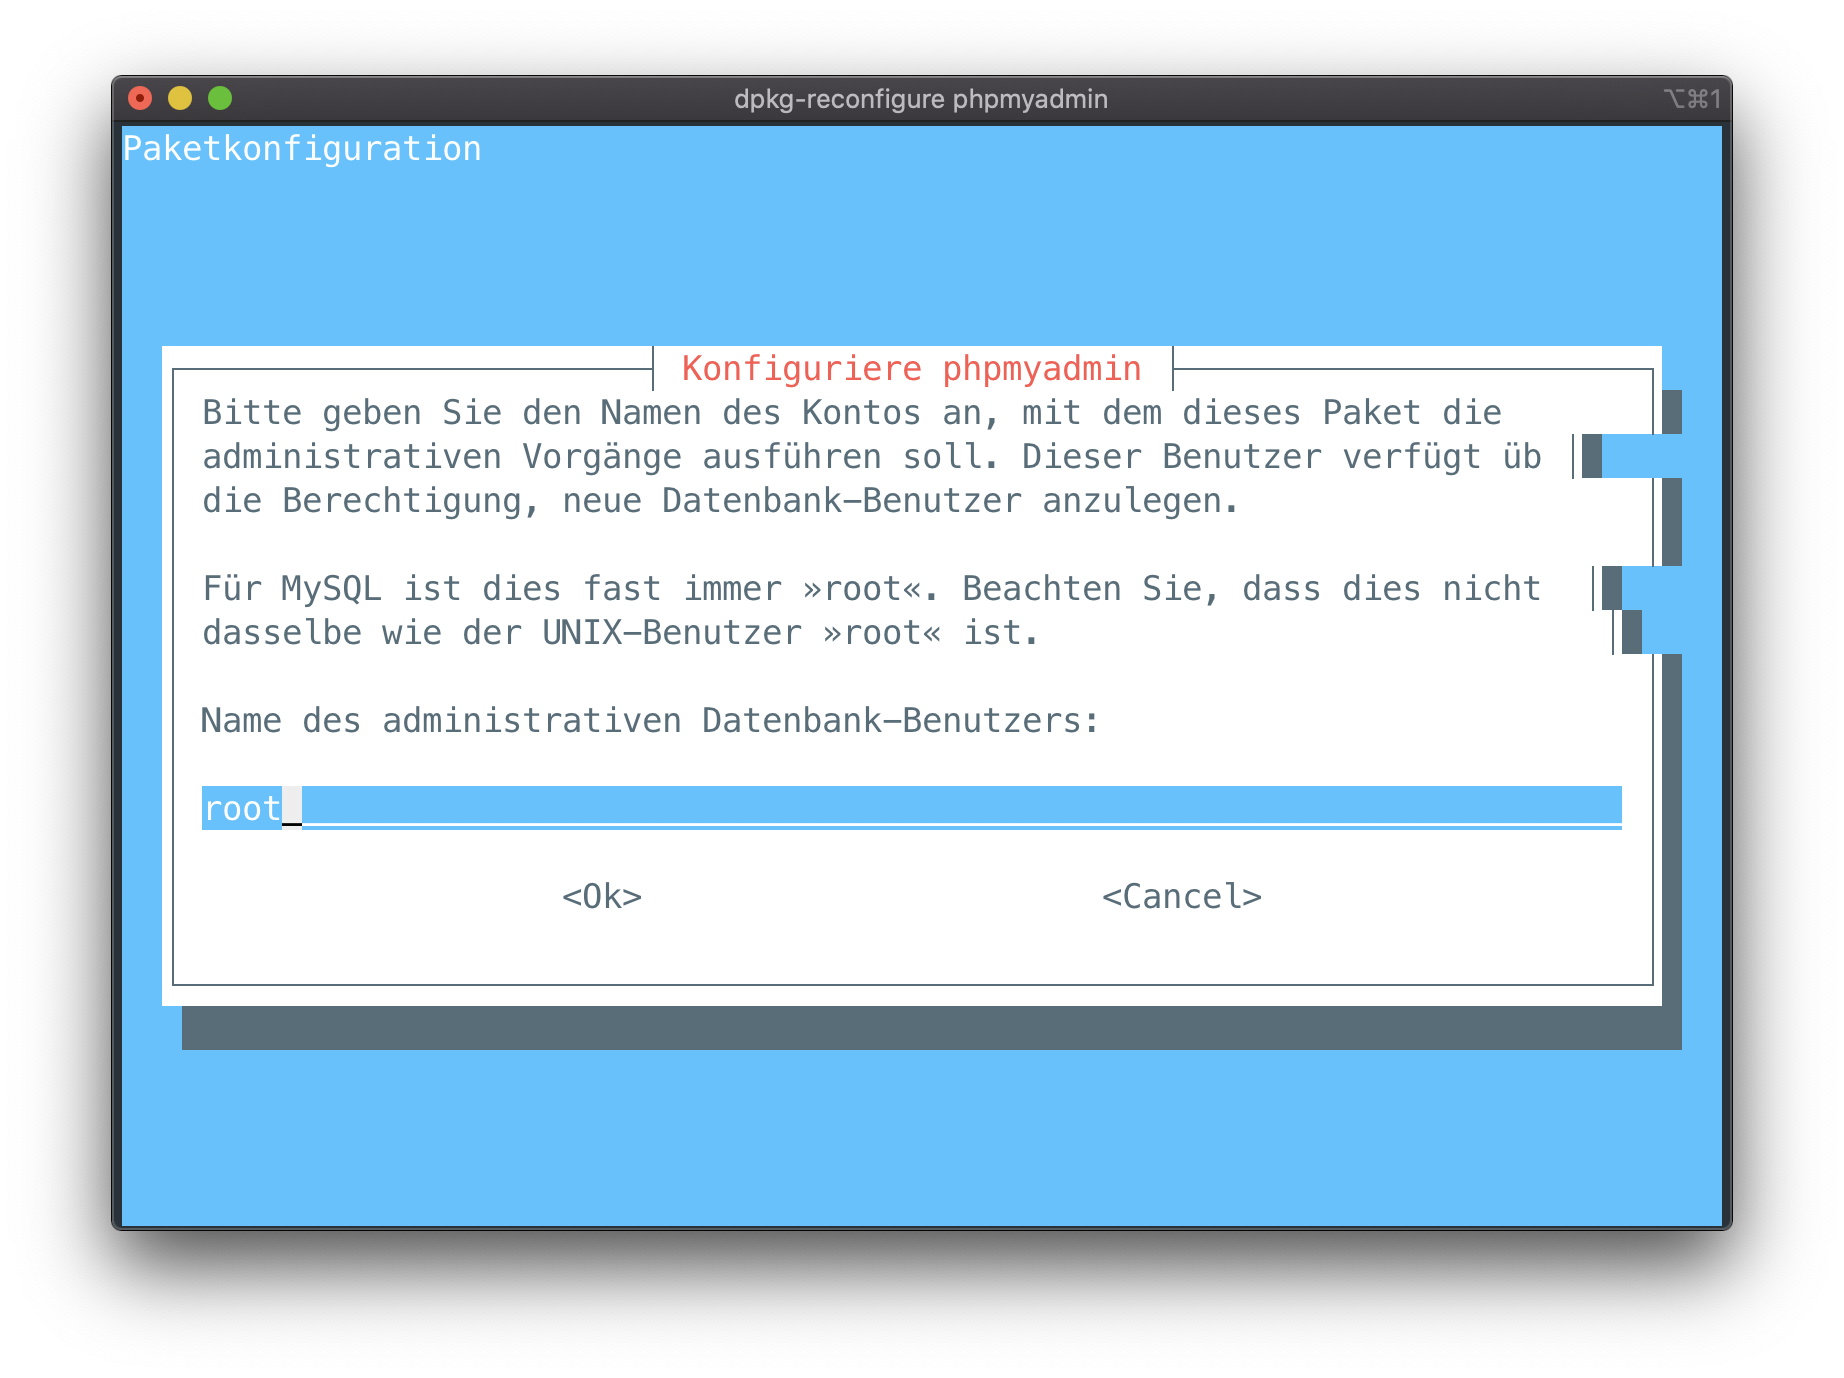 dpkg-reconfigure phpmyadmin
⌥⌘1
Paketkonfiguration
Konfiguriere phpmyadmin
Bitte geben Sie den Namen des Kontos an, mit dem dieses Paket die
administrativen Vorgänge ausführen soll. Dieser Benutzer verfügt üb
die Berechtigung, neue Datenbank-Benutzer anzulegen.
Für MySQL ist dies fast immer »root«. Beachten Sie, dass dies nicht
dasselbe wie der UNIX-Benutzer »root« ist.
Name des administrativen Datenbank-Benutzers:
root
<Ok> <Cancel>